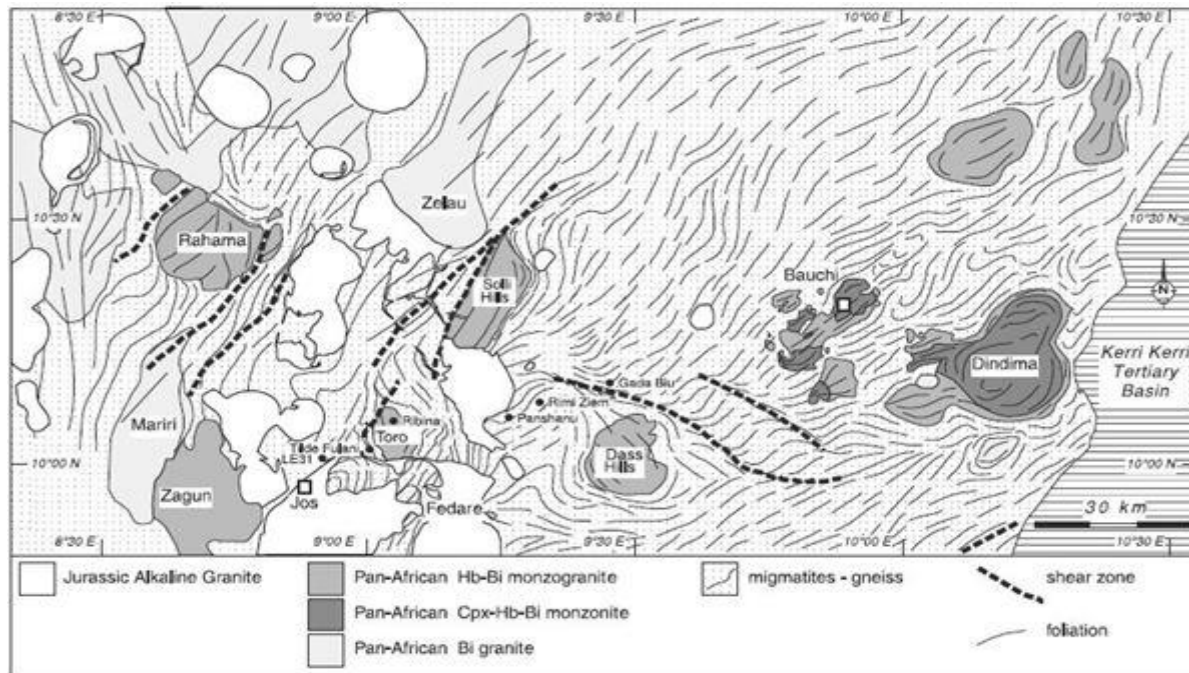 8°30' E
9°00 E
9°30 E
10°00 E
10°30 E
10°30 N
Zelau
10°30 N
Rahama
Solli
Hills
Bauchi
N
Gada Biu
Dindima
Kerri Kerri
Tertiary
Basin
Rimi Ziem
Mariri
Panshanu
Ribina
Toro
Tilde Fulani
LE31
Dass
Hills
10°00 N
10°00 N
Zagun
Jos
Fedare
30 km
8°30 E
9°00 E
9°30 E
10°00 E
10°30 E
Jurassic Alkaline Granite
Pan-African Hb-Bi monzogranite
migmatites - gneiss
shear zone
Pan-African Cpx-Hb-Bi monzonite
foliation
Pan-African Bi granite